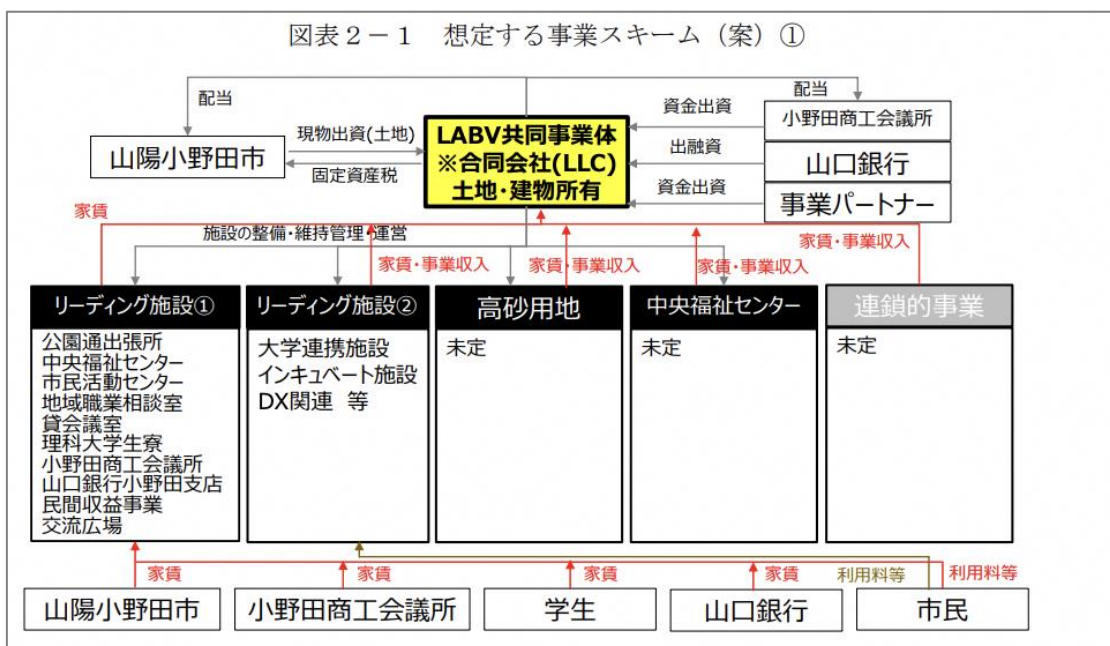 図表２－１ 想定する事業スキーム（案）①
配当
配当
山陽小野田市
現物出資(土地)
固定資産税
LABV共同事業体
※合同会社(LLC)
土地・建物所有
資金出資
出融資
資金出資
小野田商工会議所
山口銀行
事業パートナー
家賃
施設の整備・維持管理・運営
家賃・事業収入
家賃・事業収入
家賃・事業収入
家賃・事業収入
リーディング施設①
公園通出張所
中央福祉センター
市民活動センター
地域職業相談室
貸会議室
理科大学生寮
小野田商工会議所
山口銀行小野田支店
民間収益事業
交流広場
リーディング施設②
大学連携施設
インキュベート施設
DX関連 等
高砂用地
未定
中央福祉センター
未定
連鎖的事業
未定
家賃
家賃
家賃
家賃
利用料等
利用料等
山陽小野田市
小野田商工会議所
学生
山口銀行
市民